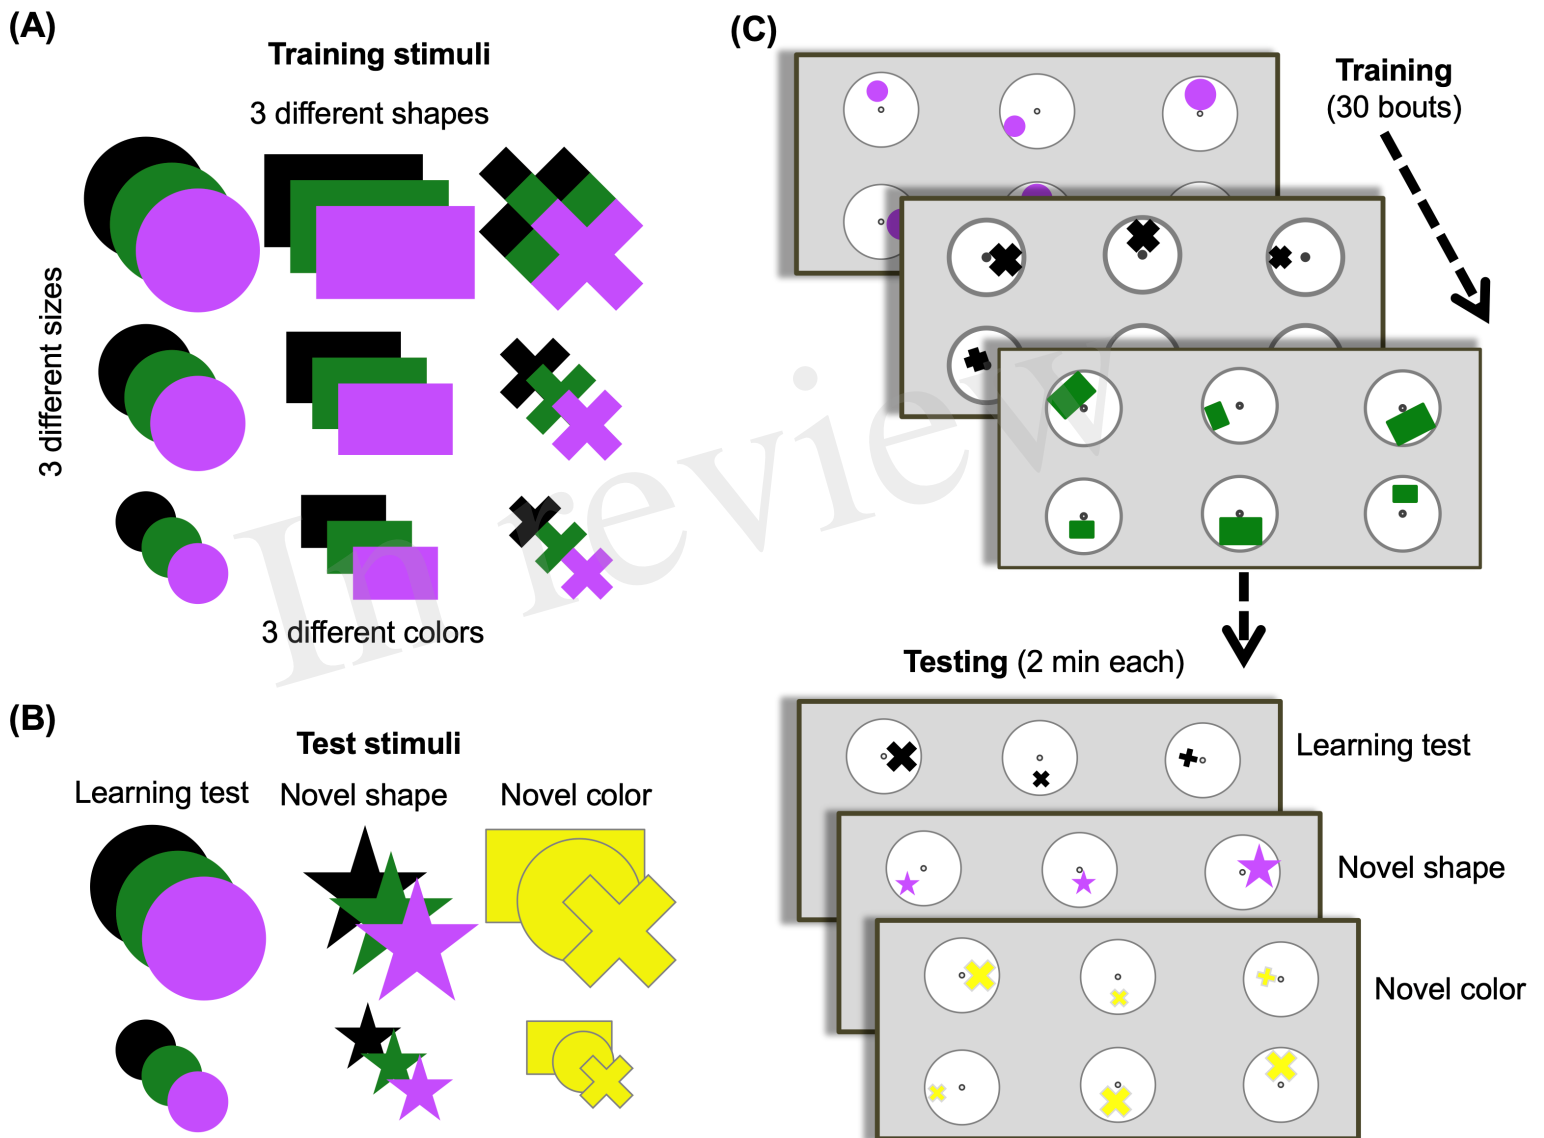 (A)
Training stimuli
3 different shapes
3 different sizes
3 different colors
(B)
Test stimuli
Learning test
Novel shape
Novel color
(C)
Training
(30 bouts)
Testing (2 min each)
Learning test
Novel shape
Novel color
In review